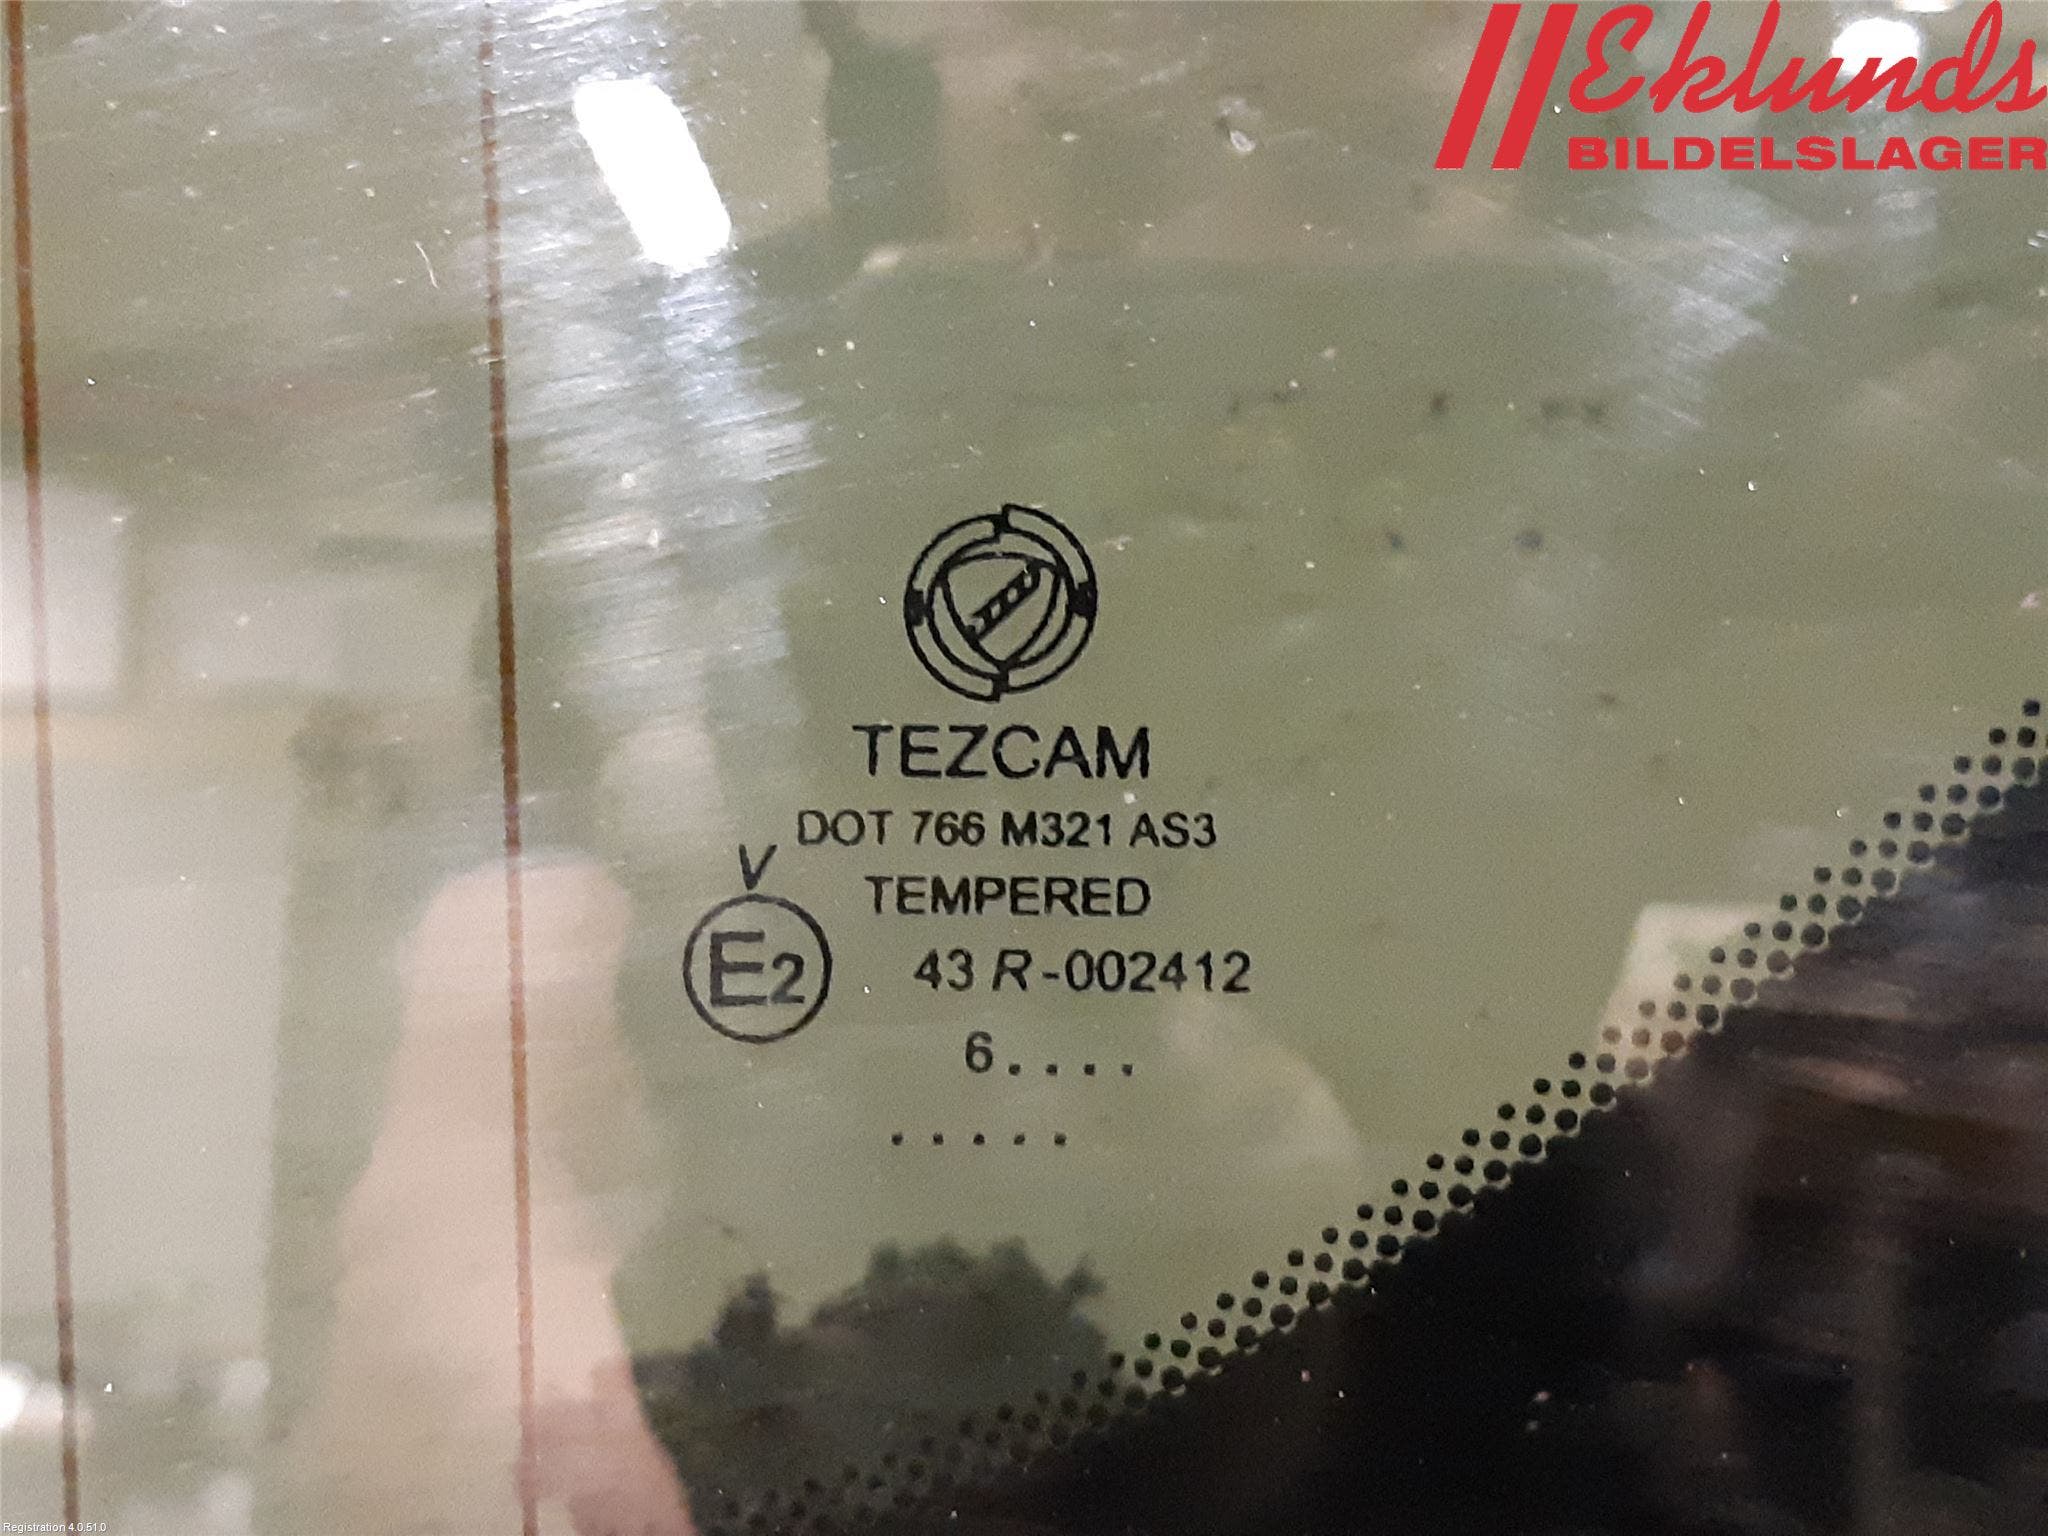 Eklunds
BILDELSLAGER
TEZCAM
DOT 766 M321 AS3
V
TEMPERED
E2 43 R-002412
6....
.....
Registration 4.0.51.0